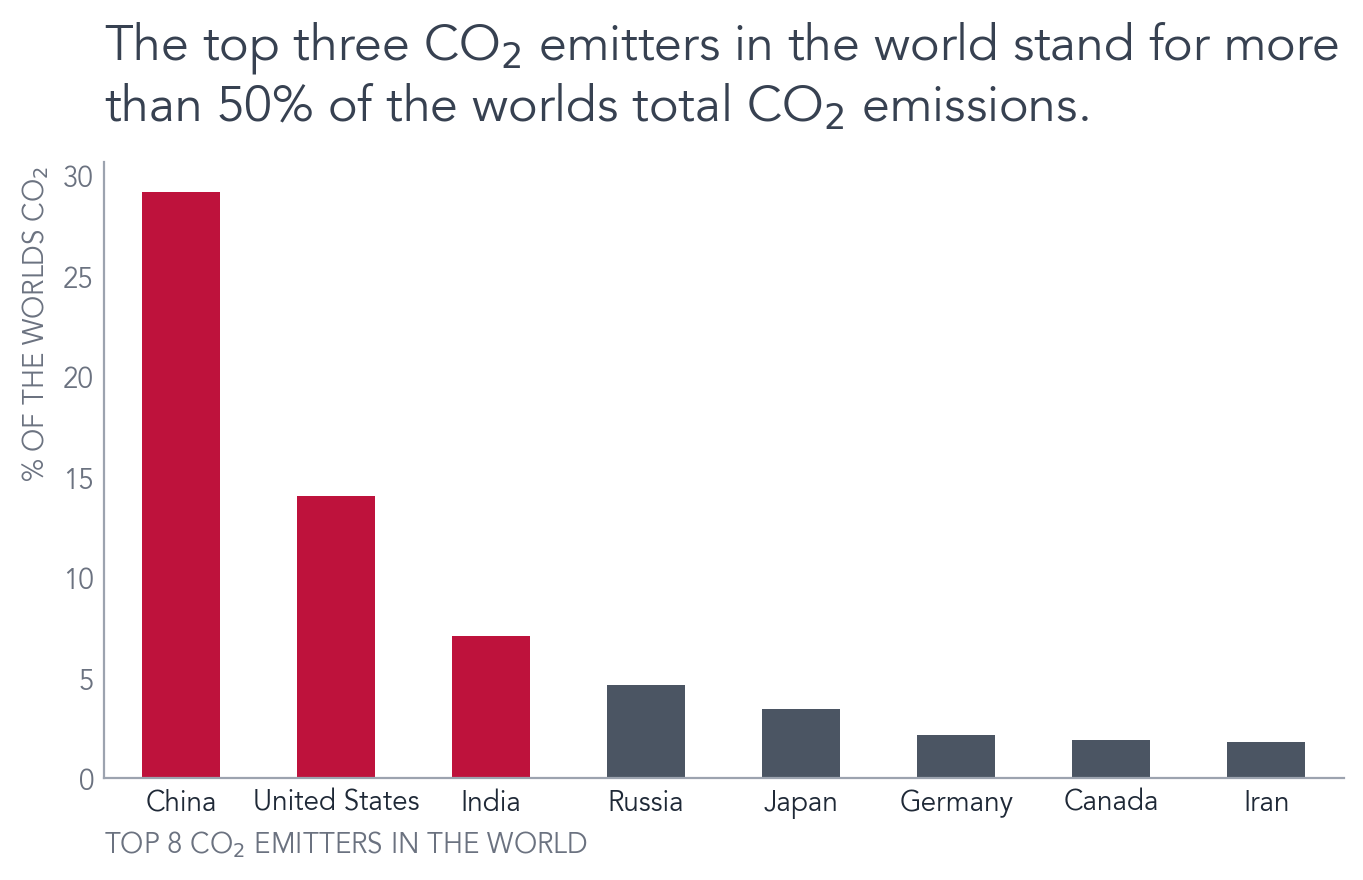 The top three CO₂ emitters in the world stand for more
than 50% of the worlds total CO₂ emissions.
% OF THE WORLDS CO₂
30
25
20
15
10
5
0
China United States India Russia Japan Germany Canada Iran
TOP 8 CO₂ EMITTERS IN THE WORLD